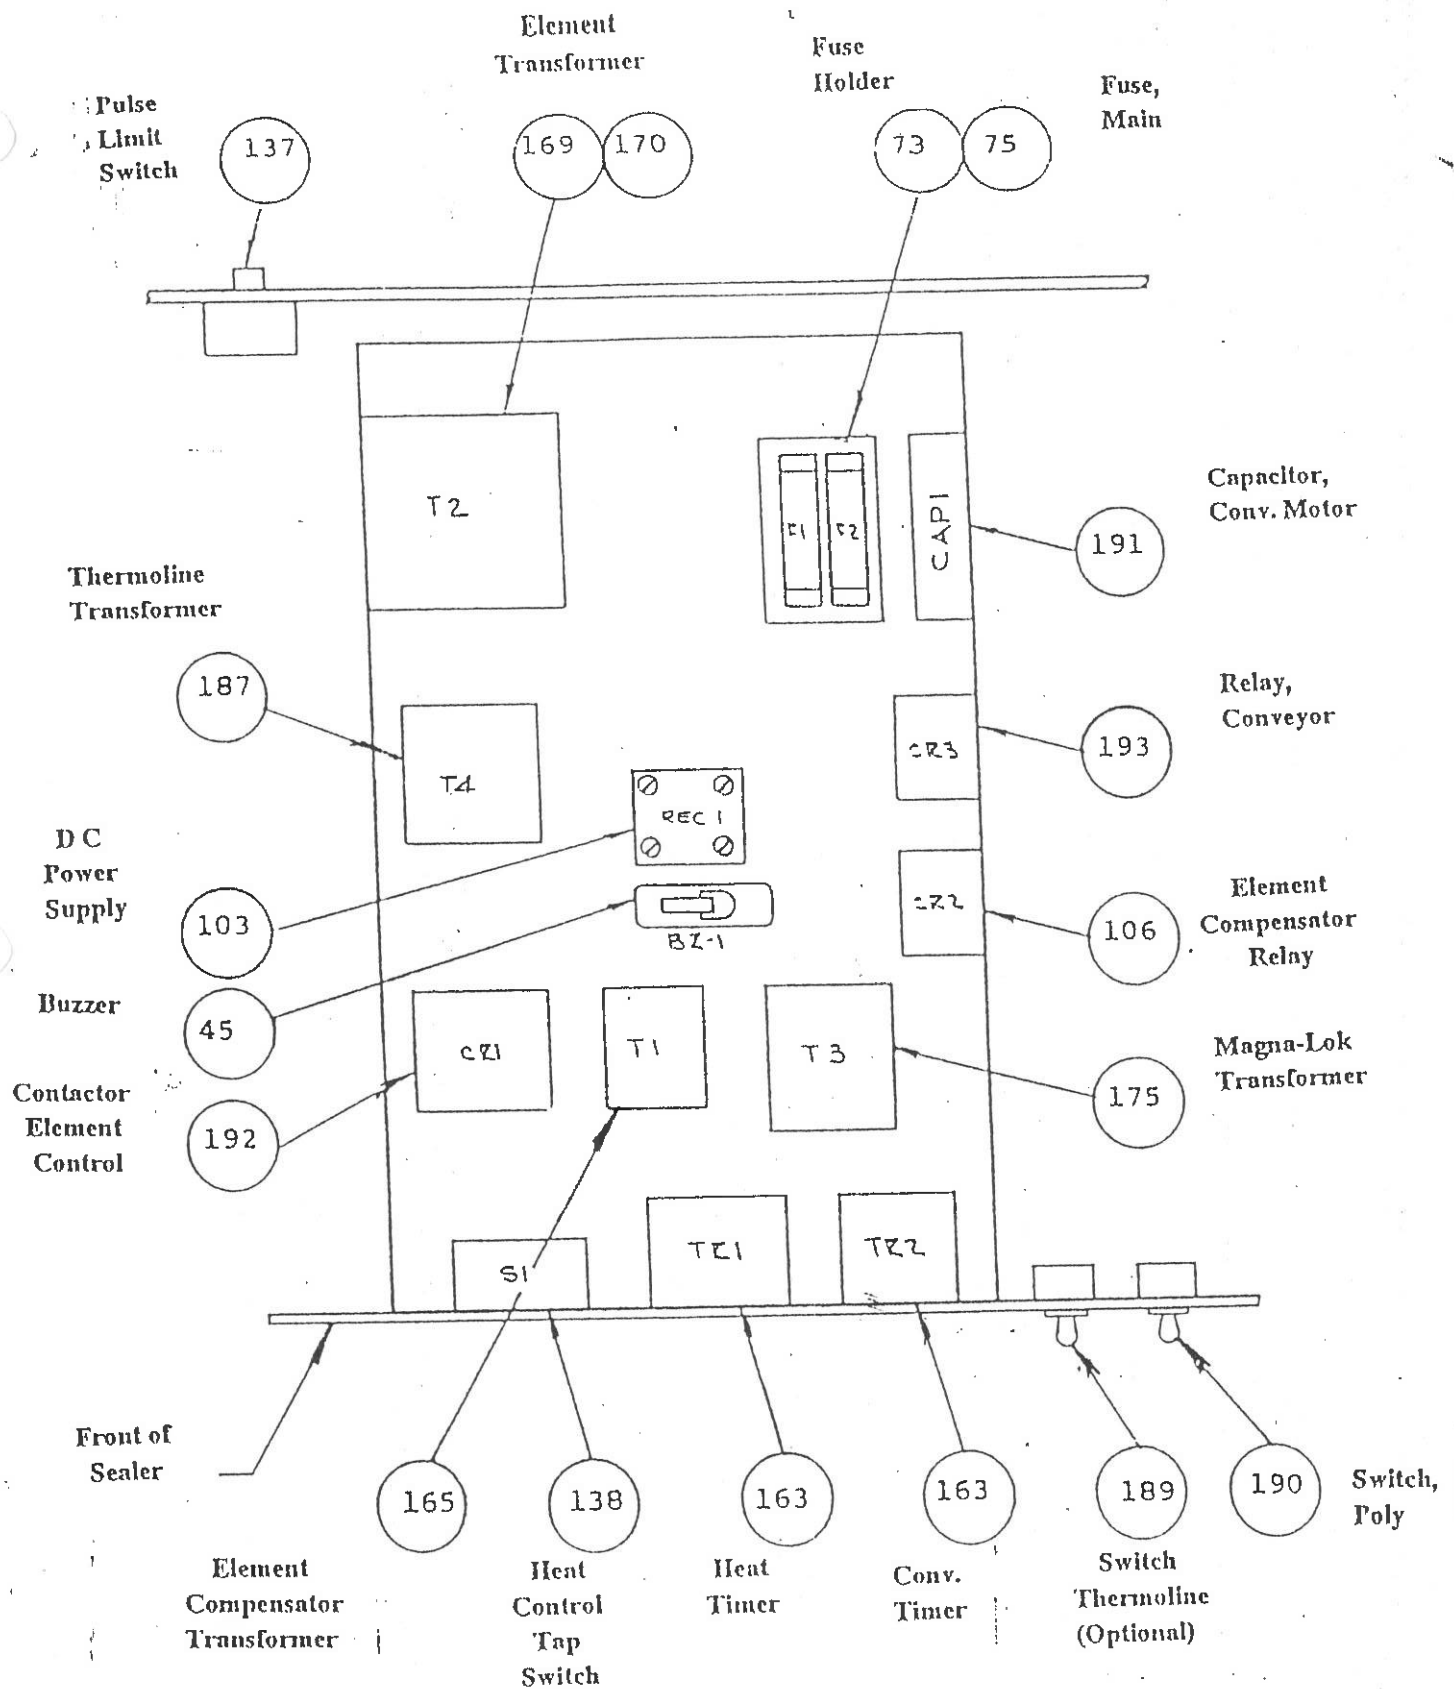 Element
Transformer
Fuse
Holder
Fuse,
Main
Pulse
Limit
Switch
137
169
170
73
75
T2
F1
F2
CAP1
Capacitor,
Conv. Motor
191
Thermoline
Transformer
187
T4
Relay,
Conveyor
CR3
193
REC 1
DC
Power
Supply
103
BZ-1
CR2
106
Element
Compensator
Relay
Buzzer
45
CR1
T1
T3
Magna-Lok
Transformer
175
Contactor
Element
Control
192
S1
TR1
TR2
Front of
Sealer
165
138
163
163
189
190
Switch,
Poly
Element
Compensator
Transformer
Heat
Control
Tap
Switch
Heat
Timer
Conv.
Timer
Switch
Thermoline
(Optional)